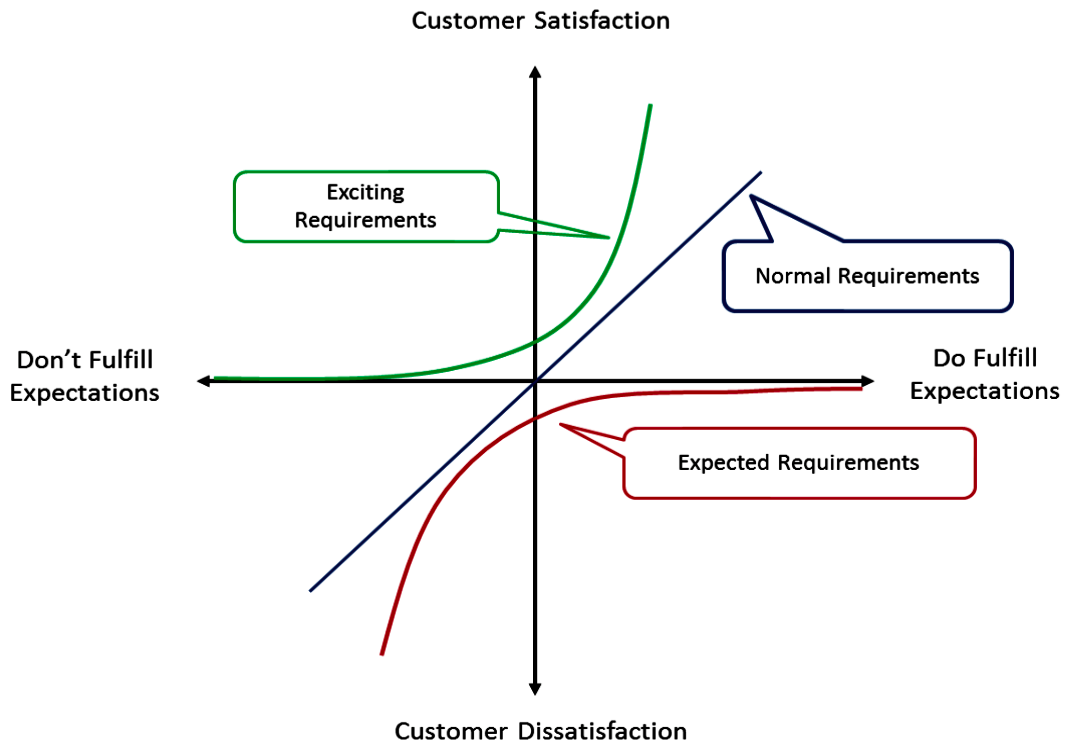 Customer Satisfaction
Exciting
Requirements
Normal Requirements
Don’t Fulfill
Expectations
Do Fulfill
Expectations
Expected Requirements
Customer Dissatisfaction